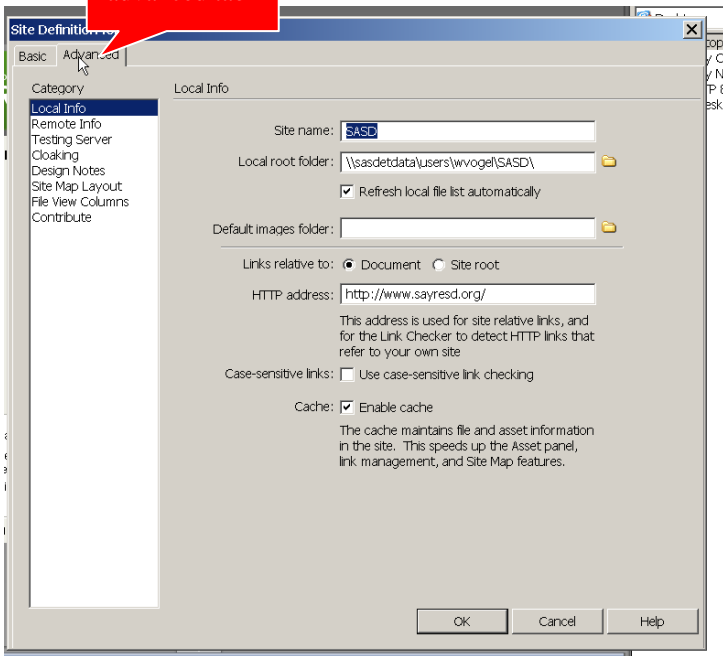 Site Definition
Basic
Advanced
Category
Local Info
Local Info
Remote Info
Testing Server
Cloaking
Design Notes
Site Map Layout
File View Columns
Contribute
Site name: SASD
Local root folder: \\sasdetdata\users\wvogel\SASD\
Refresh local file list automatically
Default images folder:
Links relative to: Document Site root
HTTP address: http://www.sayresd.org/
This address is used for site relative links, and
for the Link Checker to detect HTTP links that
refer to your own site
Case-sensitive links: Use case-sensitive link checking
Cache: Enable cache
The cache maintains file and asset information
in the site. This speeds up the Asset panel,
link management, and Site Map features.
OK
Cancel
Help